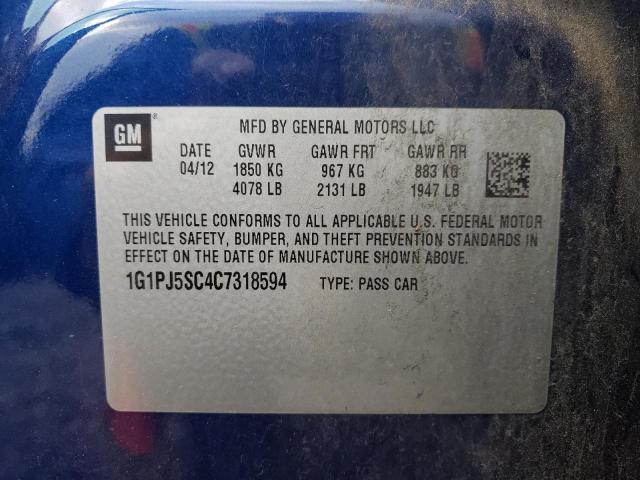 GM ®
MFD BY GENERAL MOTORS LLC
DATE GVWR GAWR FRT GAWR RR
04/12 1850 KG 967 KG 883 KG
4078 LB 2131 LB 1947 LB
THIS VEHICLE CONFORMS TO ALL APPLICABLE U.S. FEDERAL MOTOR
VEHICLE SAFETY, BUMPER, AND THEFT PREVENTION STANDARDS IN
EFFECT ON THE DATE OF MANUFACTURE SHOWN ABOVE.
1G1PJ5SC4C7318594 TYPE: PASS CAR